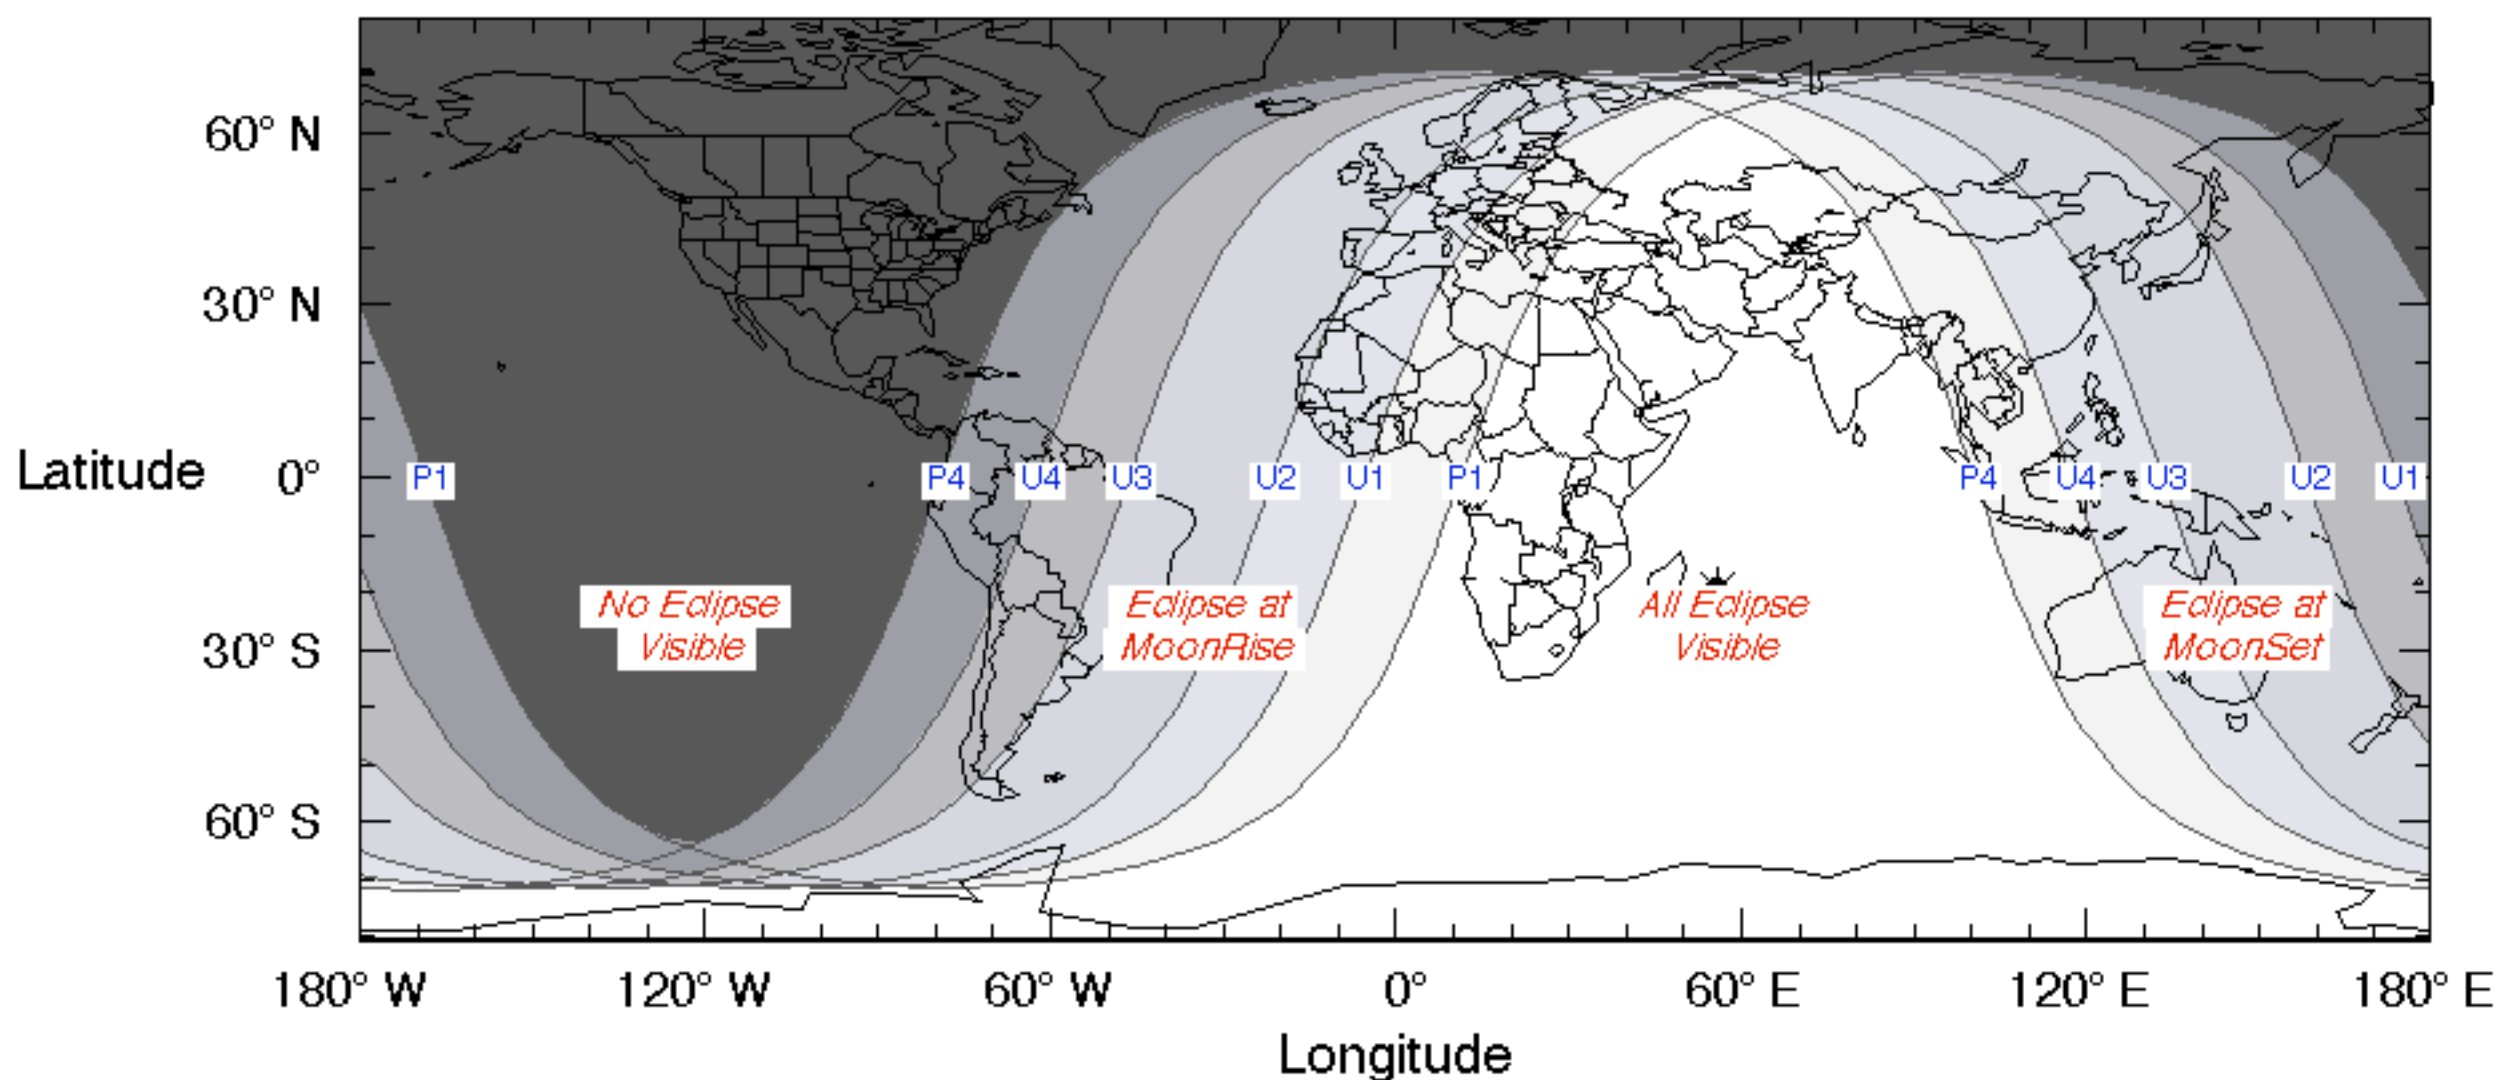 60° N
30° N
Latitude 0°
P1 P4 U4 U3 U2 U1 P1 P4 U4 U3 U2 U1
No Eclipse Eclipse at All Eclipse Eclipse at
Visible MoonRise Visible MoonSet
30° S
60° S
180° W 120° W 60° W 0° 60° E 120° E 180° E
Longitude